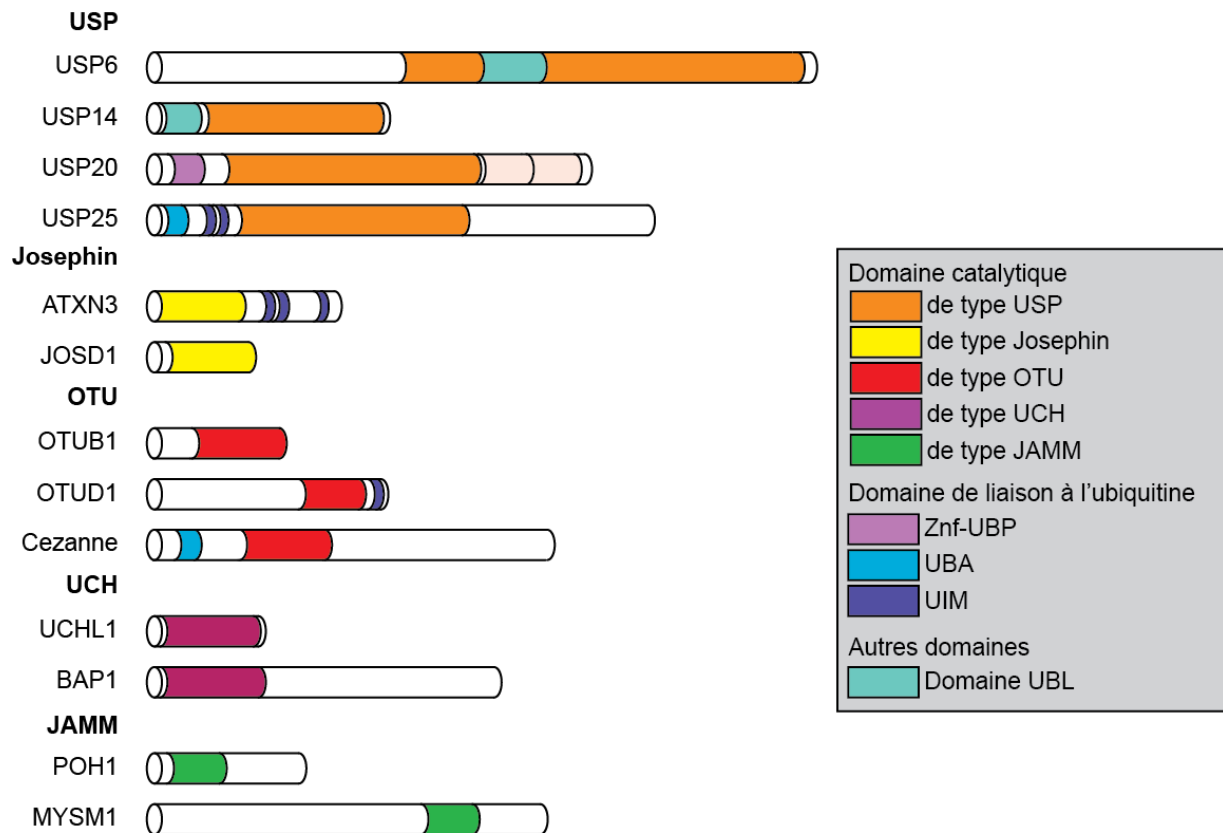 USP
USP6
USP14
USP20
USP25
Josephin
ATXN3
JOSD1
OTU
OTUB1
OTUD1
Cezanne
UCH
UCHL1
BAP1
JAMM
POH1
MYSM1
Domaine catalytique
de type USP
de type Josephin
de type OTU
de type UCH
de type JAMM
Domaine de liaison à l'ubiquitine
Znf-UBP
UBA
UIM
Autres domaines
Domaine UBL